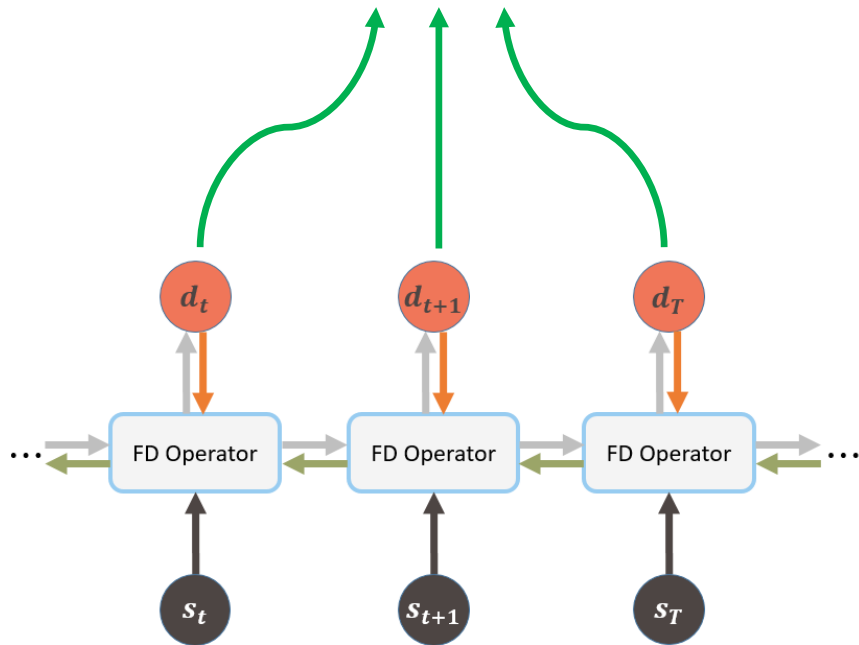 d_t d_{t+1} d_T
... FD Operator FD Operator FD Operator ...
s_t s_{t+1} s_T